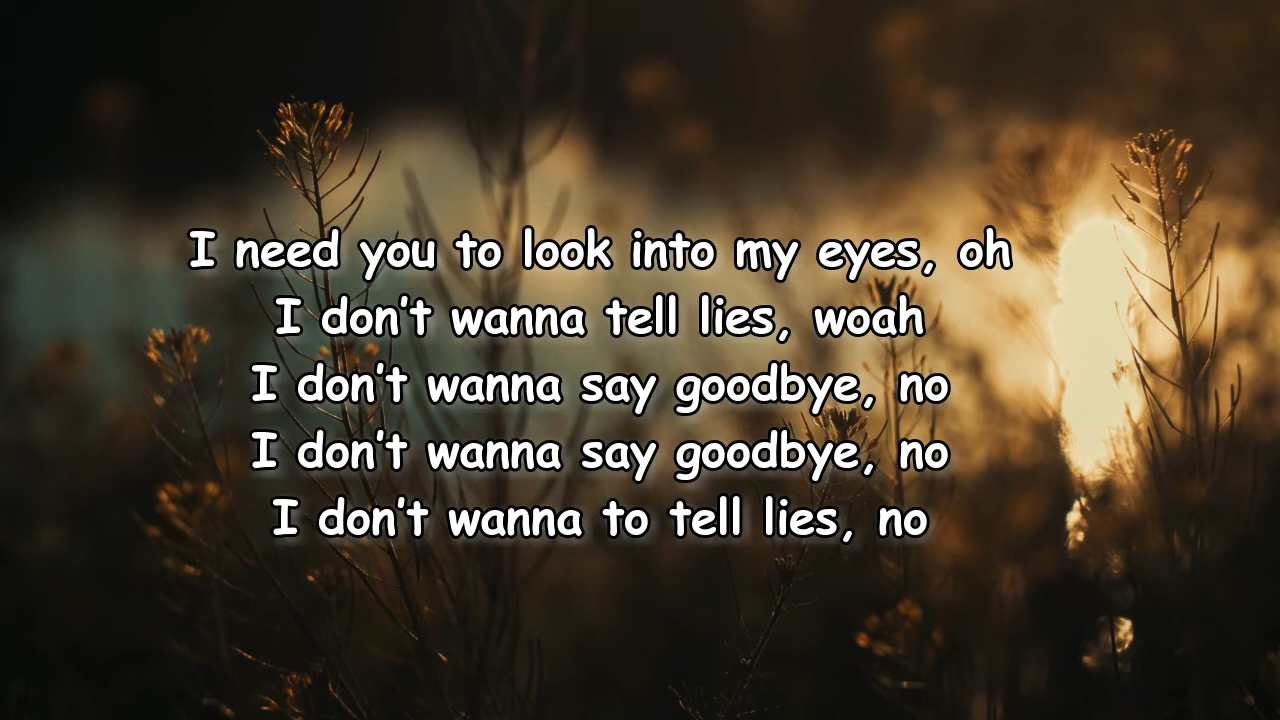 I need you to look into my eyes, oh
I don't wanna tell lies, woah
I don't wanna say goodbye, no
I don't wanna say goodbye, no
I don't wanna to tell lies, no